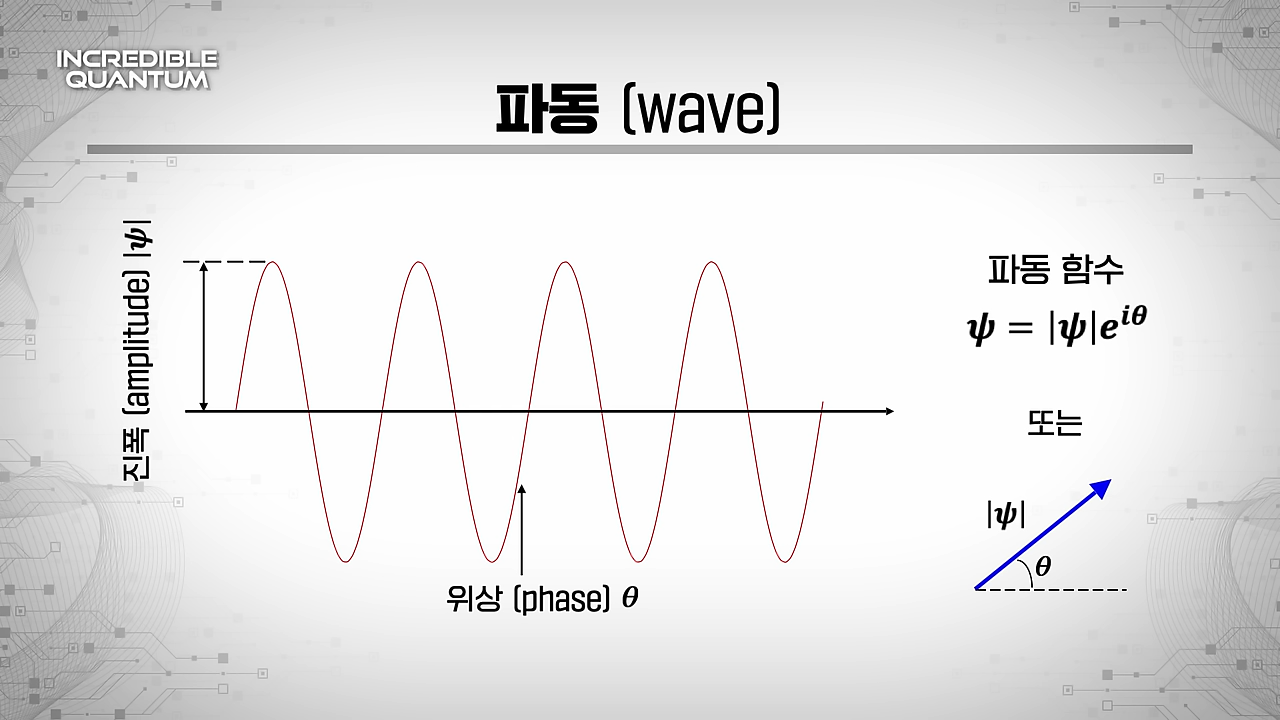 INCREDIBLE
QUANTUM
파동 (wave)
진폭 (amplitude) |ψ|
위상 (phase) θ
파동 함수
ψ = |ψ|e^{iθ}
또는
|ψ|
θ